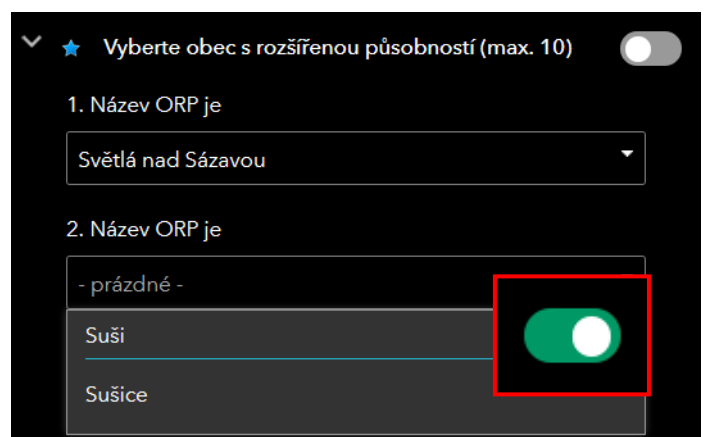 Vyberte obec s rozšířenou působností (max. 10)
1. Název ORP je
Světlá nad Sázavou
2. Název ORP je
- prázdné -
Suši
Sušice